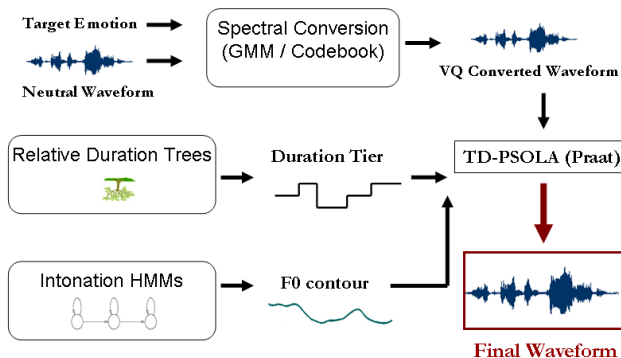 Target Emotion
Neutral Waveform
Spectral Conversion
(GMM / Codebook)
VQ Converted Waveform
Relative Duration Trees
Duration Tier
TD-PSOLA (Praat)
Intonation HMMs
F0 contour
Final Waveform